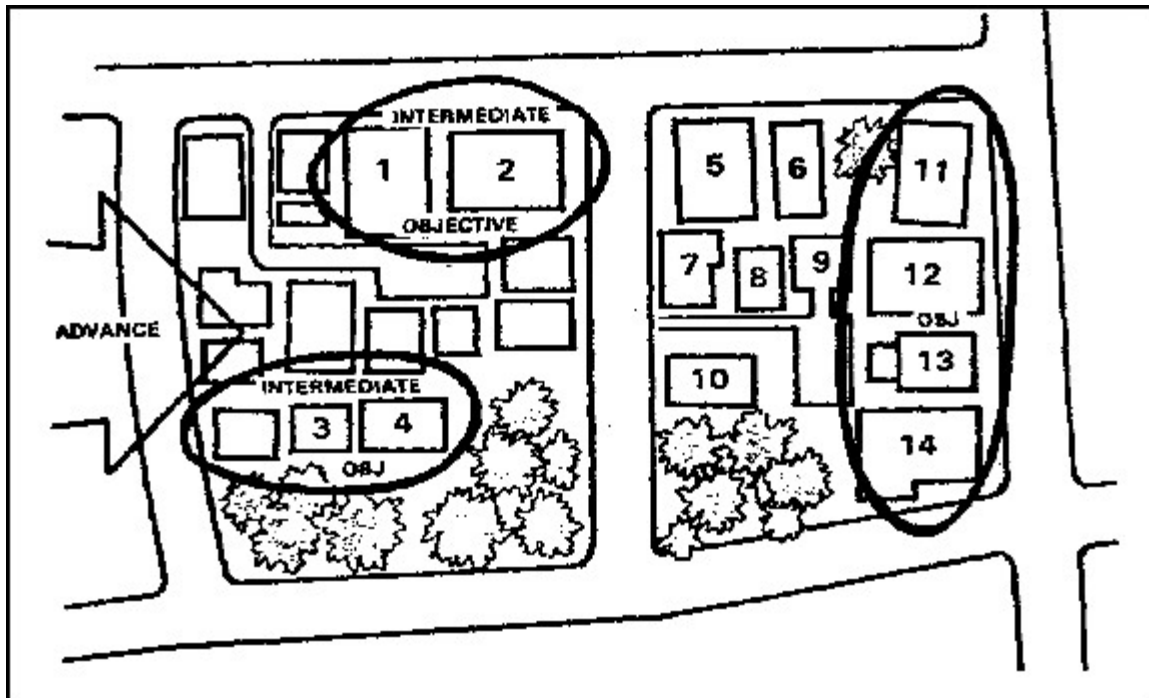 INTERMEDIATE
1
2
OBJECTIVE
ADVANCE
INTERMEDIATE
3
4
OBJ
5
6
11
7
8
9
12
OBJ
13
10
14